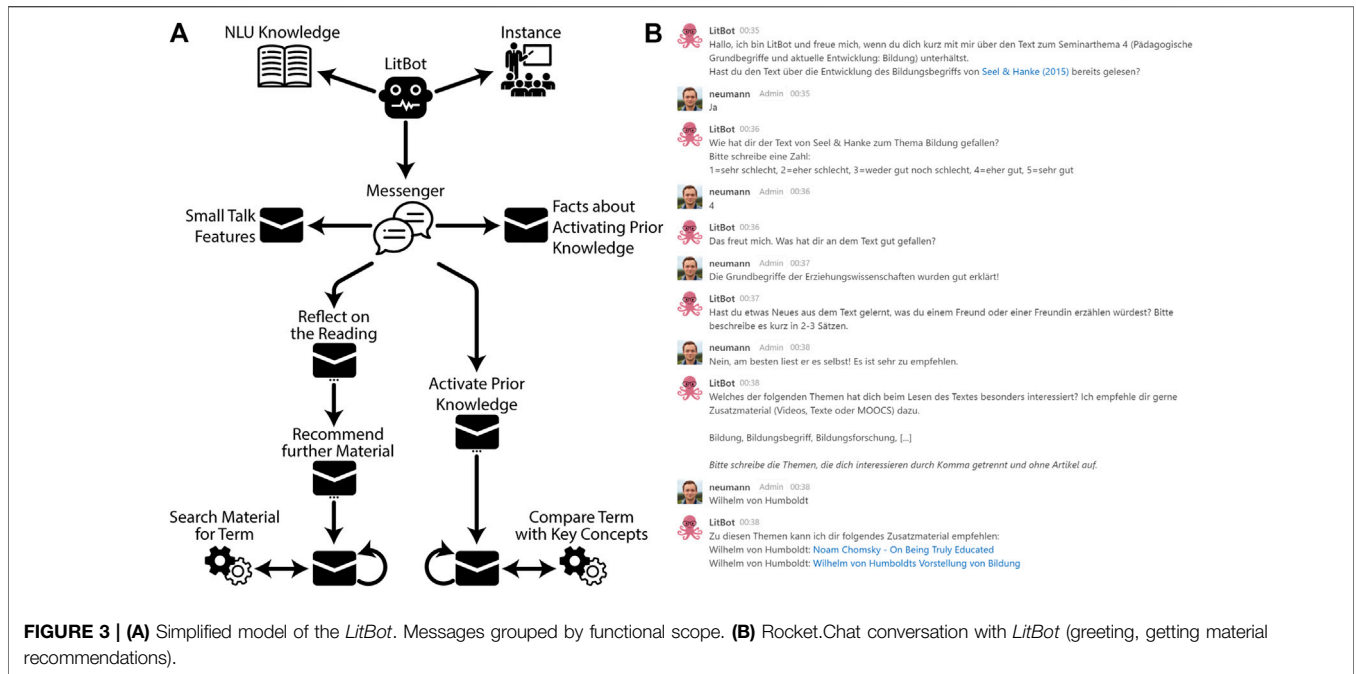 A
NLU Knowledge
LitBot
Instance
Messenger
Small Talk
Features
Facts about
Activating Prior
Knowledge
Reflect on
the Reading
Activate Prior
Knowledge
Recommend
further Material
Search Material
for Term
Compare Term
with Key Concepts
B
LitBot 00:35
Hallo, ich bin LitBot und freue mich, wenn du dich kurz mit mir über den Text zum Seminarthema 4 (Pädagogische
Grundbegriffe und aktuelle Entwicklung: Bildung) unterhältst.
Hast du den Text über die Entwicklung des Bildungsbegriffs von Seel & Hanke (2015) bereits gelesen?
neumann Admin 00:35
Ja
LitBot 00:36
Wie hat dir der Text von Seel & Hanke zum Thema Bildung gefallen?
Bitte schreibe eine Zahl:
1=sehr schlecht, 2=eher schlecht, 3=weder gut noch schlecht, 4=eher gut, 5=sehr gut
neumann Admin 00:36
4
LitBot 00:36
Das freut mich. Was hat dir an dem Text gut gefallen?
neumann Admin 00:37
Die Grundbegriffe der Erziehungswissenschaften wurden gut erklärt!
LitBot 00:37
Hast du etwas Neues aus dem Text gelernt, was du einem Freund oder einer Freundin erzählen würdest? Bitte
beschreibe es kurz in 2-3 Sätzen.
neumann Admin 00:38
Nein, am besten liest er es selbst! Es ist sehr zu empfehlen.
LitBot 00:38
Welches der folgenden Themen hat dich beim Lesen des Textes besonders interessiert? Ich empfehle dir gerne
Zusatzmaterial (Videos, Texte oder MOOCS) dazu.
Bildung, Bildungsbegriff, Bildungsforschung, [...]
Bitte schreibe die Themen, die dich interessieren durch Komma getrennt und ohne Artikel auf.
neumann Admin 00:38
Wilhelm von Humboldt
LitBot 00:38
Zu diesen Themen kann ich dir folgendes Zusatzmaterial empfehlen:
Wilhelm von Humboldt: Noam Chomsky - On Being Truly Educated
Wilhelm von Humboldt: Wilhelm von Humboldts Vorstellung von Bildung
FIGURE 3 | (A) Simplified model of the LitBot. Messages grouped by functional scope. (B) Rocket.Chat conversation with LitBot (greeting, getting material
recommendations).